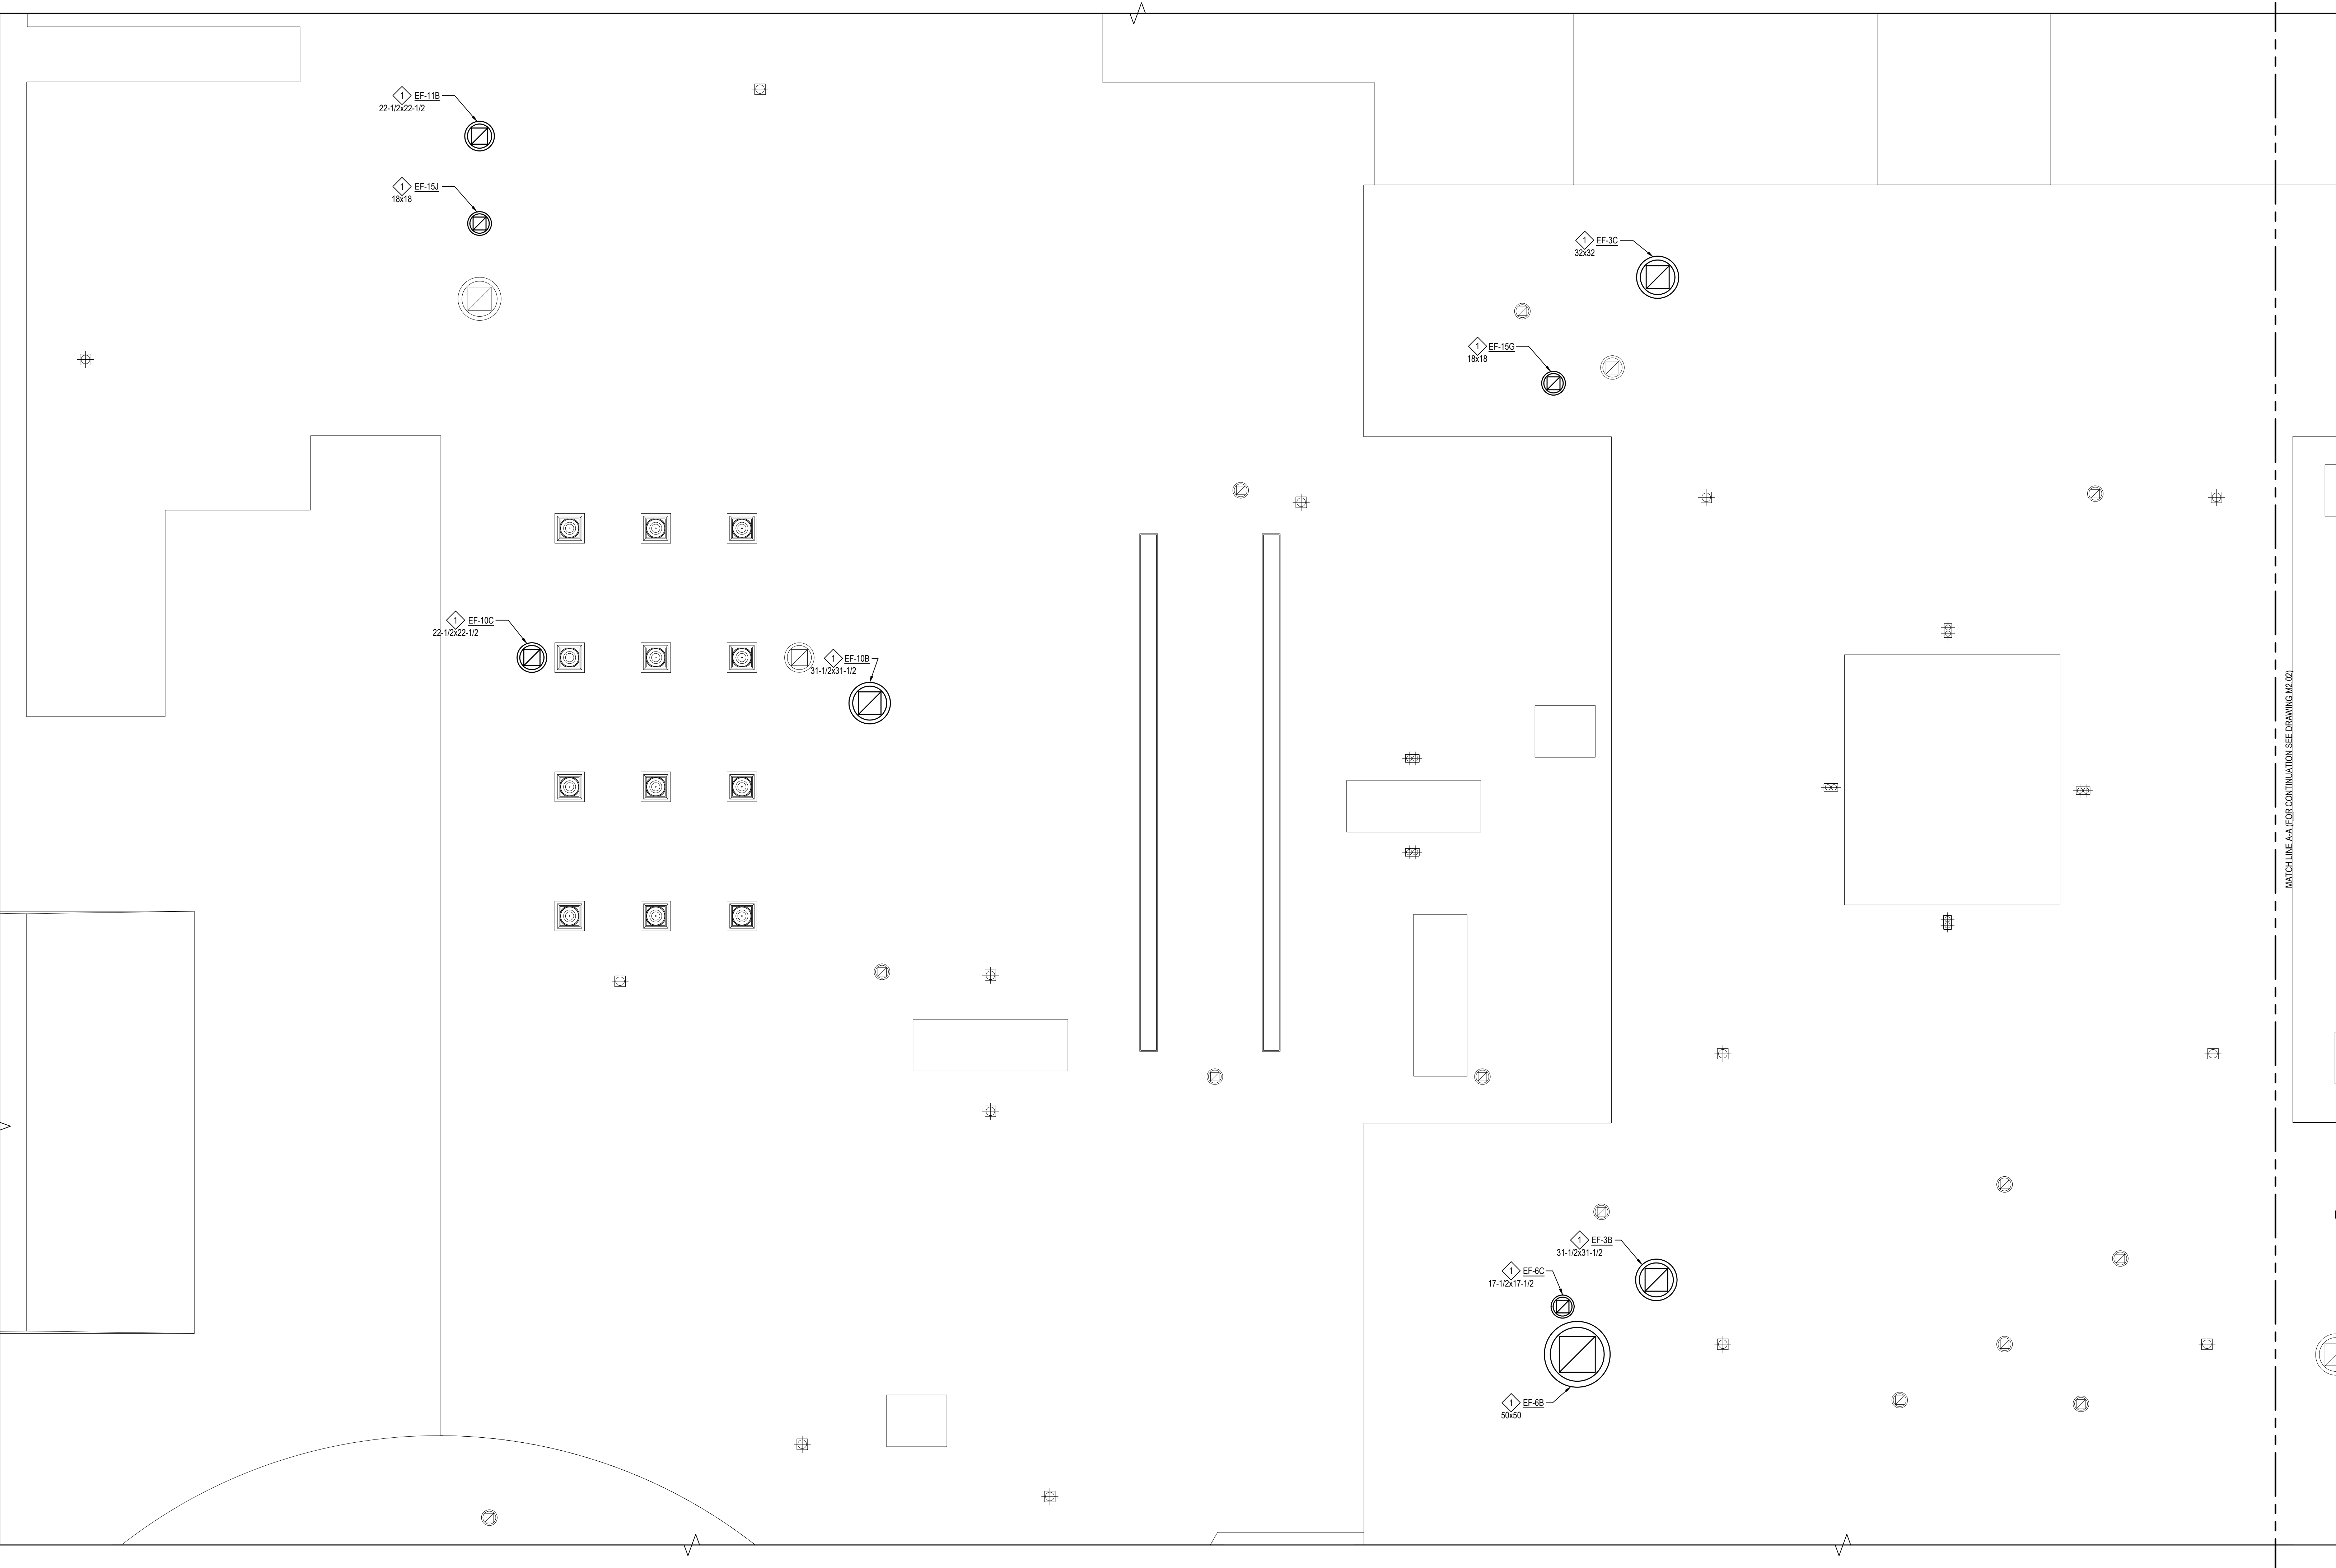 1 EF-11B
22-1/2x22-1/2
1 EF-15J
18x18
1 EF-3C
32x32
1 EF-15G
18x18
1 EF-10C
22-1/2x22-1/2
1 EF-10B
31-1/2x31-1/2
MATCH LINE A-A (FOR CONTINUATION SEE DRAWING M2.02)
1 EF-3B
31-1/2x31-1/2
1 EF-6C
17-1/2x17-1/2
1 EF-6B
50x50